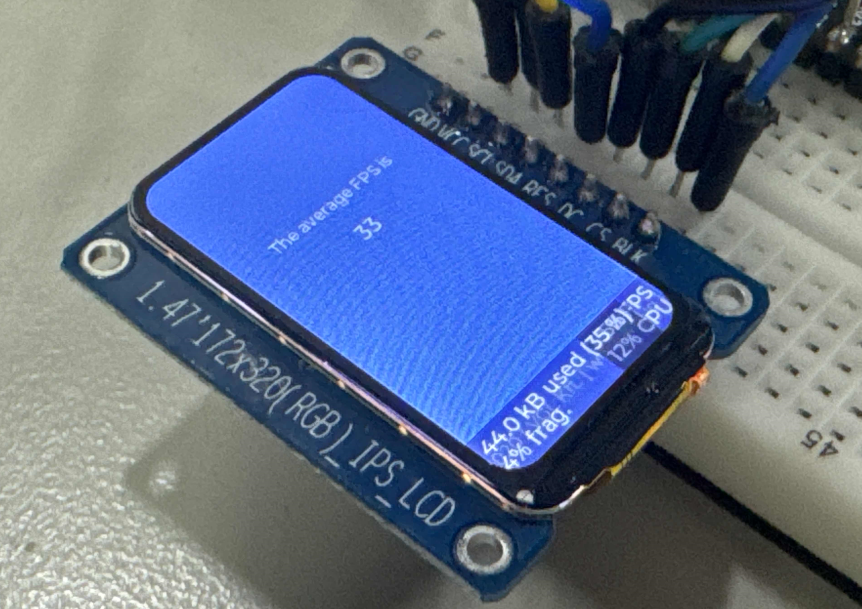 The average FPS is
33
FPS
12% CPU
44.0 kB used (35%)
4% frag.
GND VCC SCL SDA RES DC CS BLK
1.47'172x320(RGB)_IPS_LCD
F
G
45